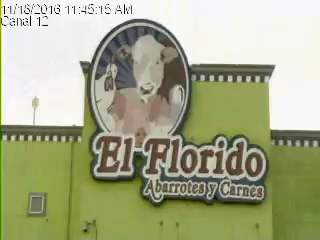 11/18/2016 11:45:15 AM
Canal 12
El Florido
Abarrotes y Carnes